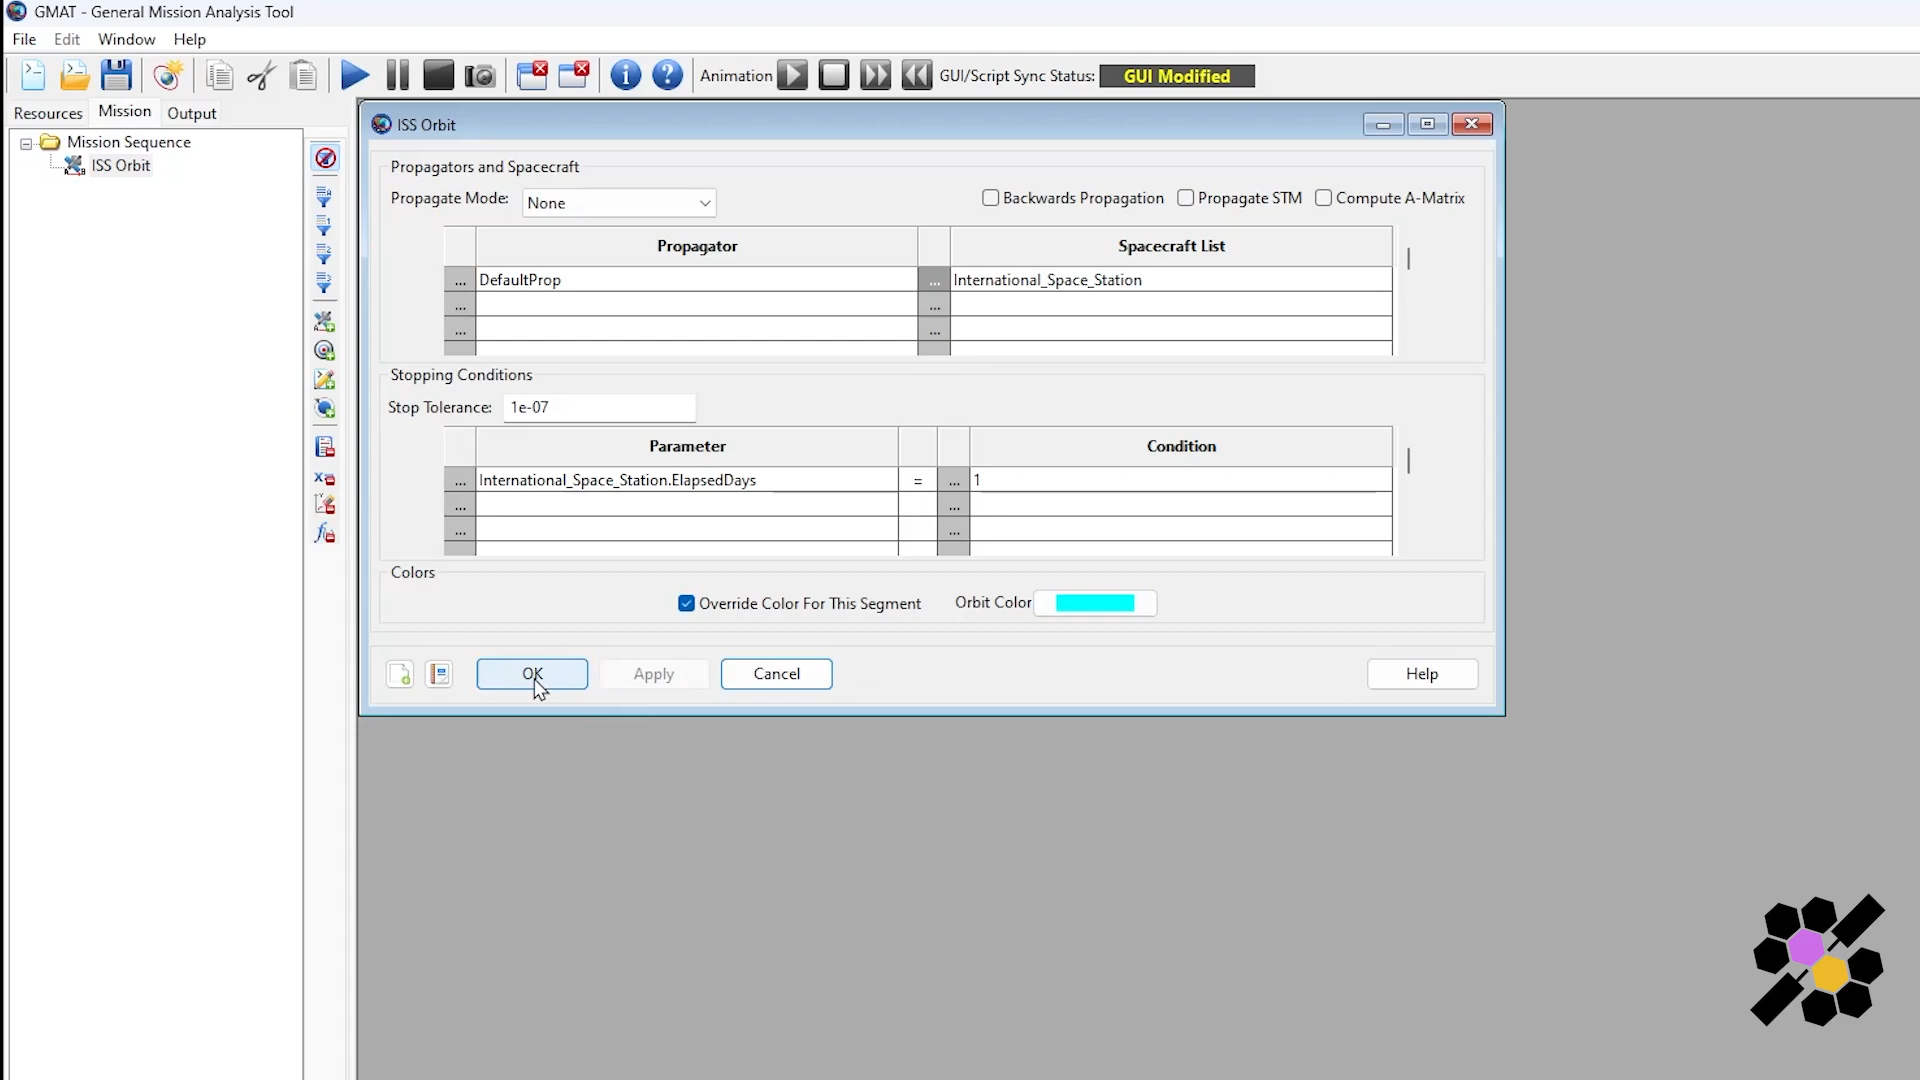 GMAT - General Mission Analysis Tool
File Edit Window Help
Animation GUI/Script Sync Status: GUI Modified
Resources Mission Output
Mission Sequence
ISS Orbit
ISS Orbit
Propagators and Spacecraft
Propagate Mode: None Backwards Propagation Propagate STM Compute A-Matrix
Propagator Spacecraft List
... DefaultProp ... International_Space_Station
... ...
... ...
Stopping Conditions
Stop Tolerance: 1e-07
Parameter Condition
... International_Space_Station.ElapsedDays = ... 1
... ...
... ...
Colors
Override Color For This Segment Orbit Color
OK Apply Cancel Help